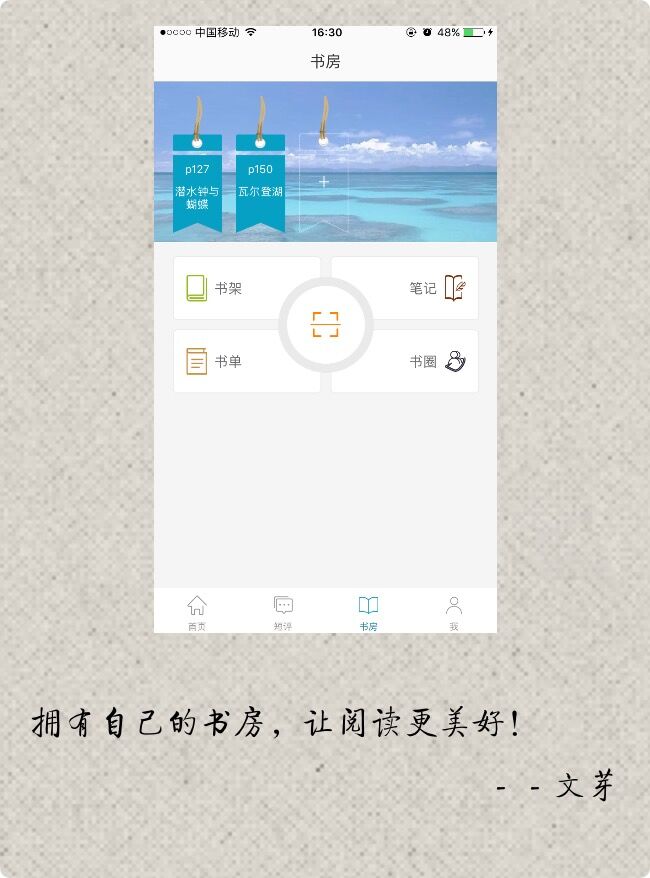 中国移动 16:30 48%
书房
p127 p150
潜水钟与 瓦尔登湖
蝴蝶
书架 笔记
书单 书圈
首页 短评 书房 我
拥有自己的书房，让阅读更美好！
- - 文芽